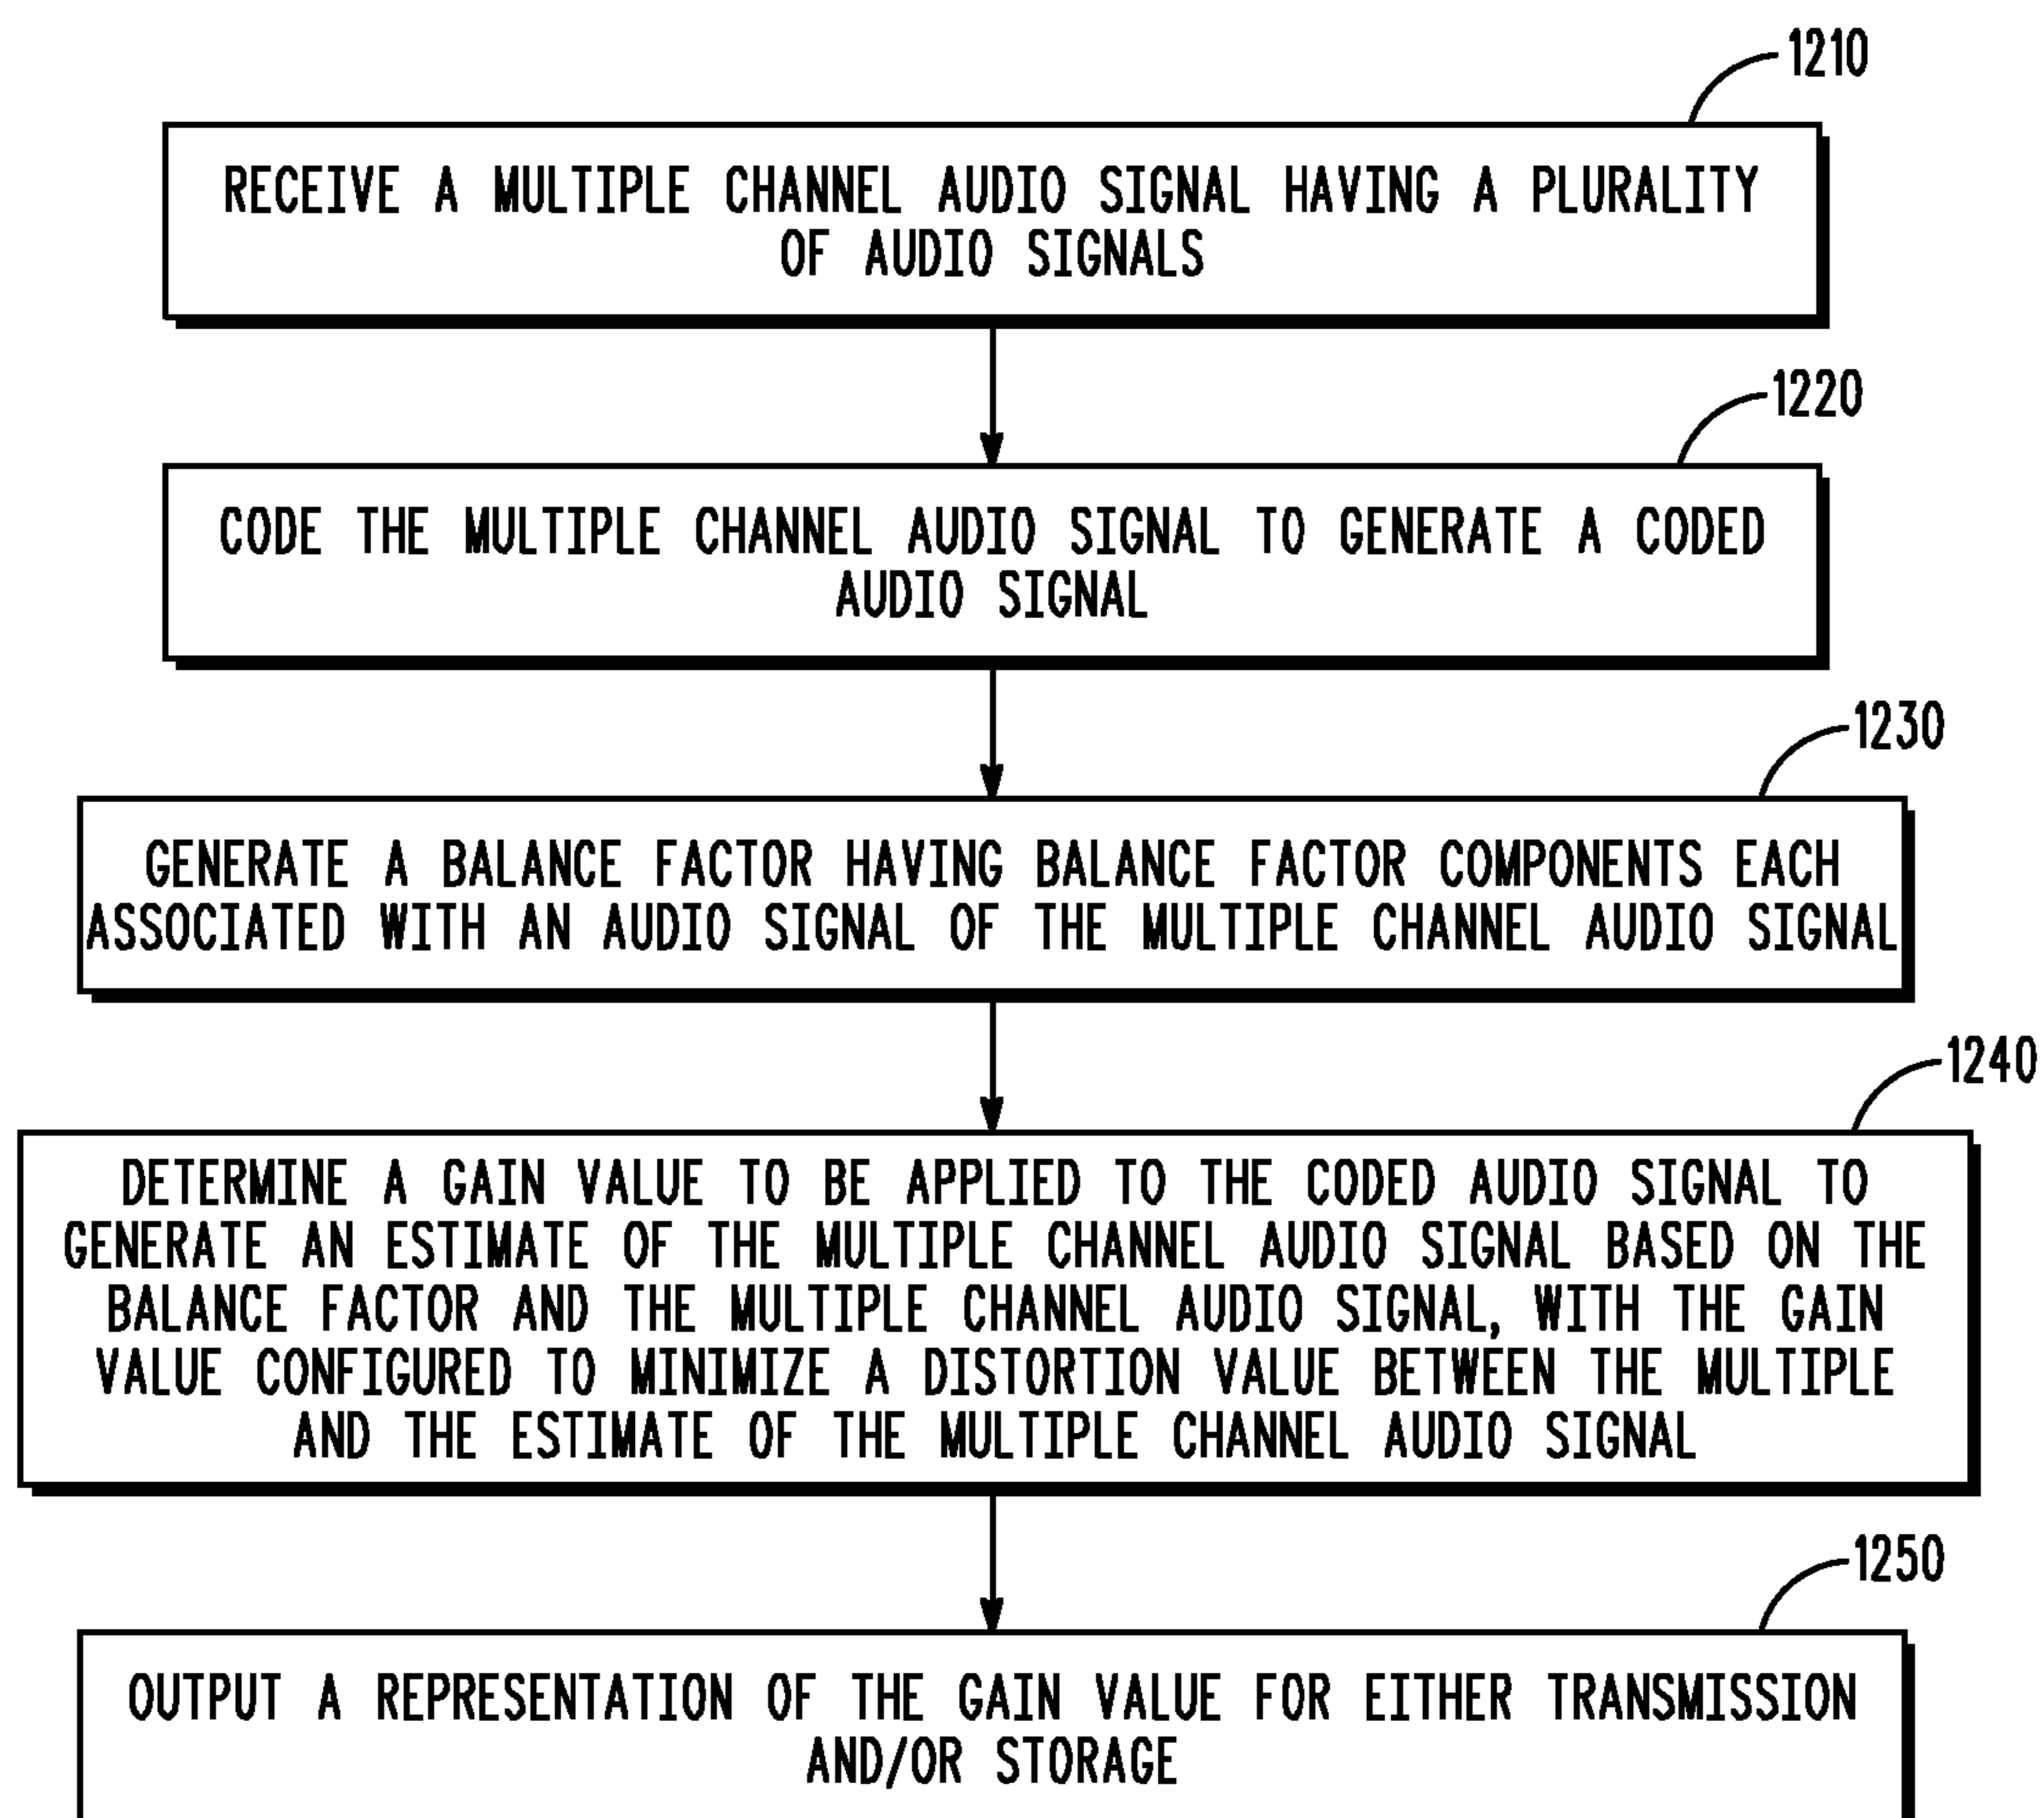 1210
RECEIVE A MULTIPLE CHANNEL AUDIO SIGNAL HAVING A PLURALITY
OF AUDIO SIGNALS
1220
CODE THE MULTIPLE CHANNEL AUDIO SIGNAL TO GENERATE A CODED
AUDIO SIGNAL
1230
GENERATE A BALANCE FACTOR HAVING BALANCE FACTOR COMPONENTS EACH
ASSOCIATED WITH AN AUDIO SIGNAL OF THE MULTIPLE CHANNEL AUDIO SIGNAL
1240
DETERMINE A GAIN VALUE TO BE APPLIED TO THE CODED AUDIO SIGNAL TO
GENERATE AN ESTIMATE OF THE MULTIPLE CHANNEL AUDIO SIGNAL BASED ON THE
BALANCE FACTOR AND THE MULTIPLE CHANNEL AUDIO SIGNAL, WITH THE GAIN
VALUE CONFIGURED TO MINIMIZE A DISTORTION VALUE BETWEEN THE MULTIPLE
AND THE ESTIMATE OF THE MULTIPLE CHANNEL AUDIO SIGNAL
1250
OUTPUT A REPRESENTATION OF THE GAIN VALUE FOR EITHER TRANSMISSION
AND/OR STORAGE